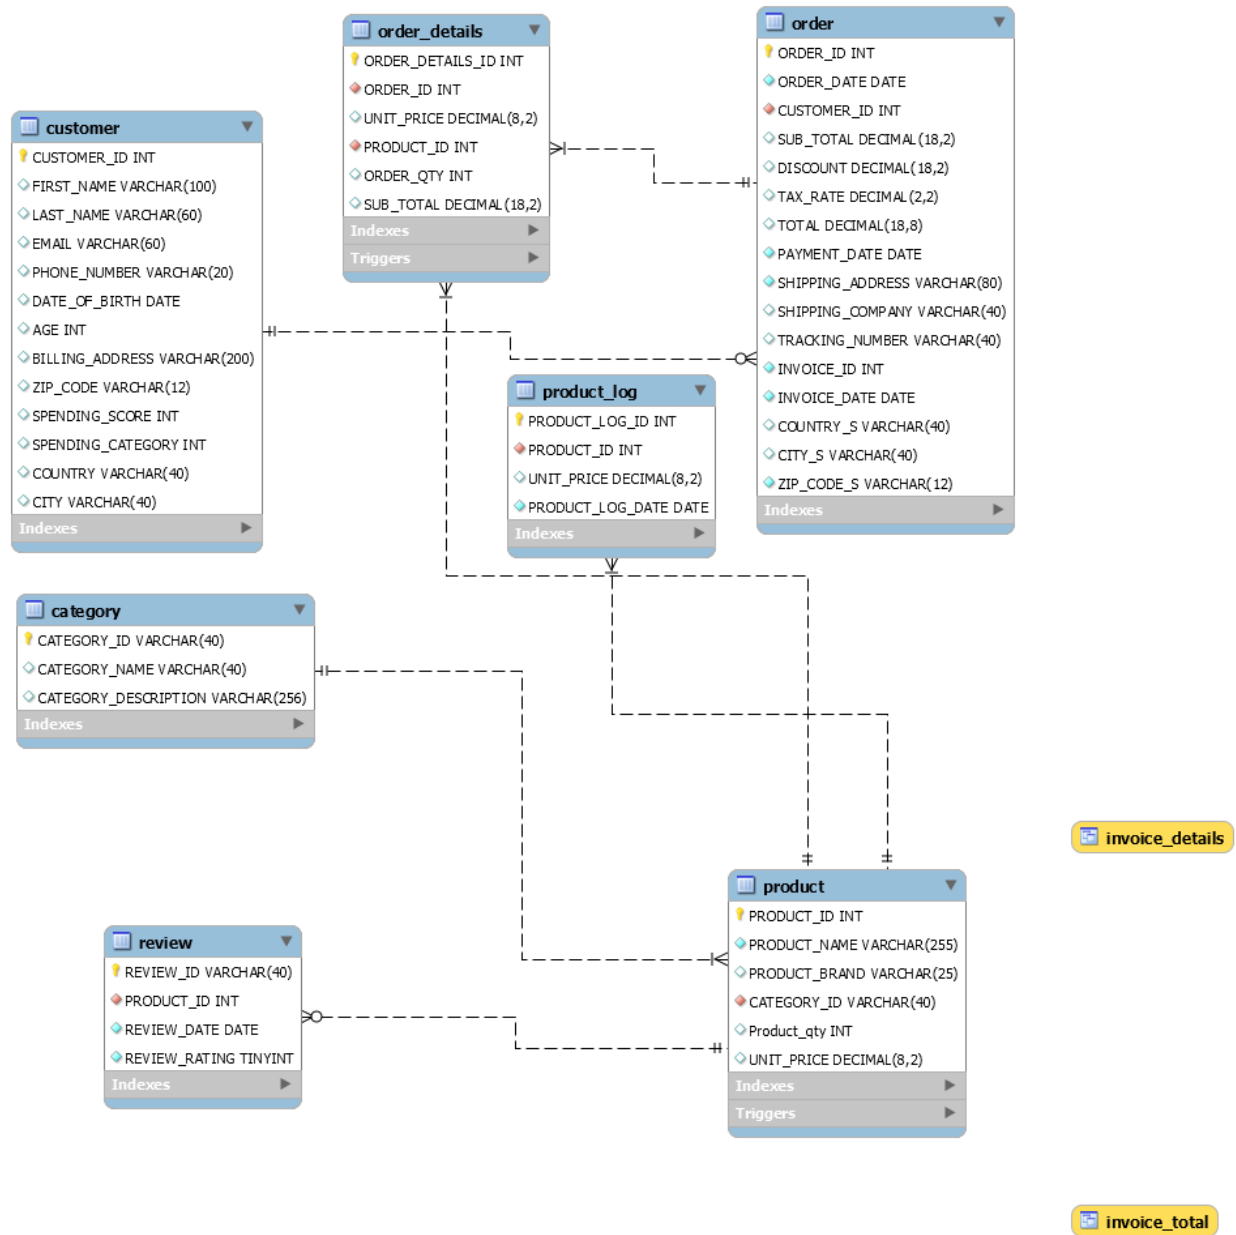 order_details
ORDER_DETAILS_ID INT
ORDER_ID INT
UNIT_PRICE DECIMAL(8,2)
PRODUCT_ID INT
ORDER_QTY INT
SUB_TOTAL DECIMAL(18,2)
Indexes
Triggers
order
ORDER_ID INT
ORDER_DATE DATE
CUSTOMER_ID INT
SUB_TOTAL DECIMAL(18,2)
DISCOUNT DECIMAL(18,2)
TAX_RATE DECIMAL(2,2)
TOTAL DECIMAL(18,8)
PAYMENT_DATE DATE
SHIPPING_ADDRESS VARCHAR(80)
SHIPPING_COMPANY VARCHAR(40)
TRACKING_NUMBER VARCHAR(40)
INVOICE_ID INT
INVOICE_DATE DATE
COUNTRY_S VARCHAR(40)
CITY_S VARCHAR(40)
ZIP_CODE_S VARCHAR(12)
Indexes
customer
CUSTOMER_ID INT
FIRST_NAME VARCHAR(100)
LAST_NAME VARCHAR(60)
EMAIL VARCHAR(60)
PHONE_NUMBER VARCHAR(20)
DATE_OF_BIRTH DATE
AGE INT
BILLING_ADDRESS VARCHAR(200)
ZIP_CODE VARCHAR(12)
SPENDING_SCORE INT
SPENDING_CATEGORY INT
COUNTRY VARCHAR(40)
CITY VARCHAR(40)
Indexes
product_log
PRODUCT_LOG_ID INT
PRODUCT_ID INT
UNIT_PRICE DECIMAL(8,2)
PRODUCT_LOG_DATE DATE
Indexes
category
CATEGORY_ID VARCHAR(40)
CATEGORY_NAME VARCHAR(40)
CATEGORY_DESCRIPTION VARCHAR(256)
Indexes
invoice_details
product
PRODUCT_ID INT
PRODUCT_NAME VARCHAR(255)
PRODUCT_BRAND VARCHAR(25)
CATEGORY_ID VARCHAR(40)
Product_qty INT
UNIT_PRICE DECIMAL(8,2)
Indexes
Triggers
review
REVIEW_ID VARCHAR(40)
PRODUCT_ID INT
REVIEW_DATE DATE
REVIEW_RATING TINYINT
Indexes
invoice_total